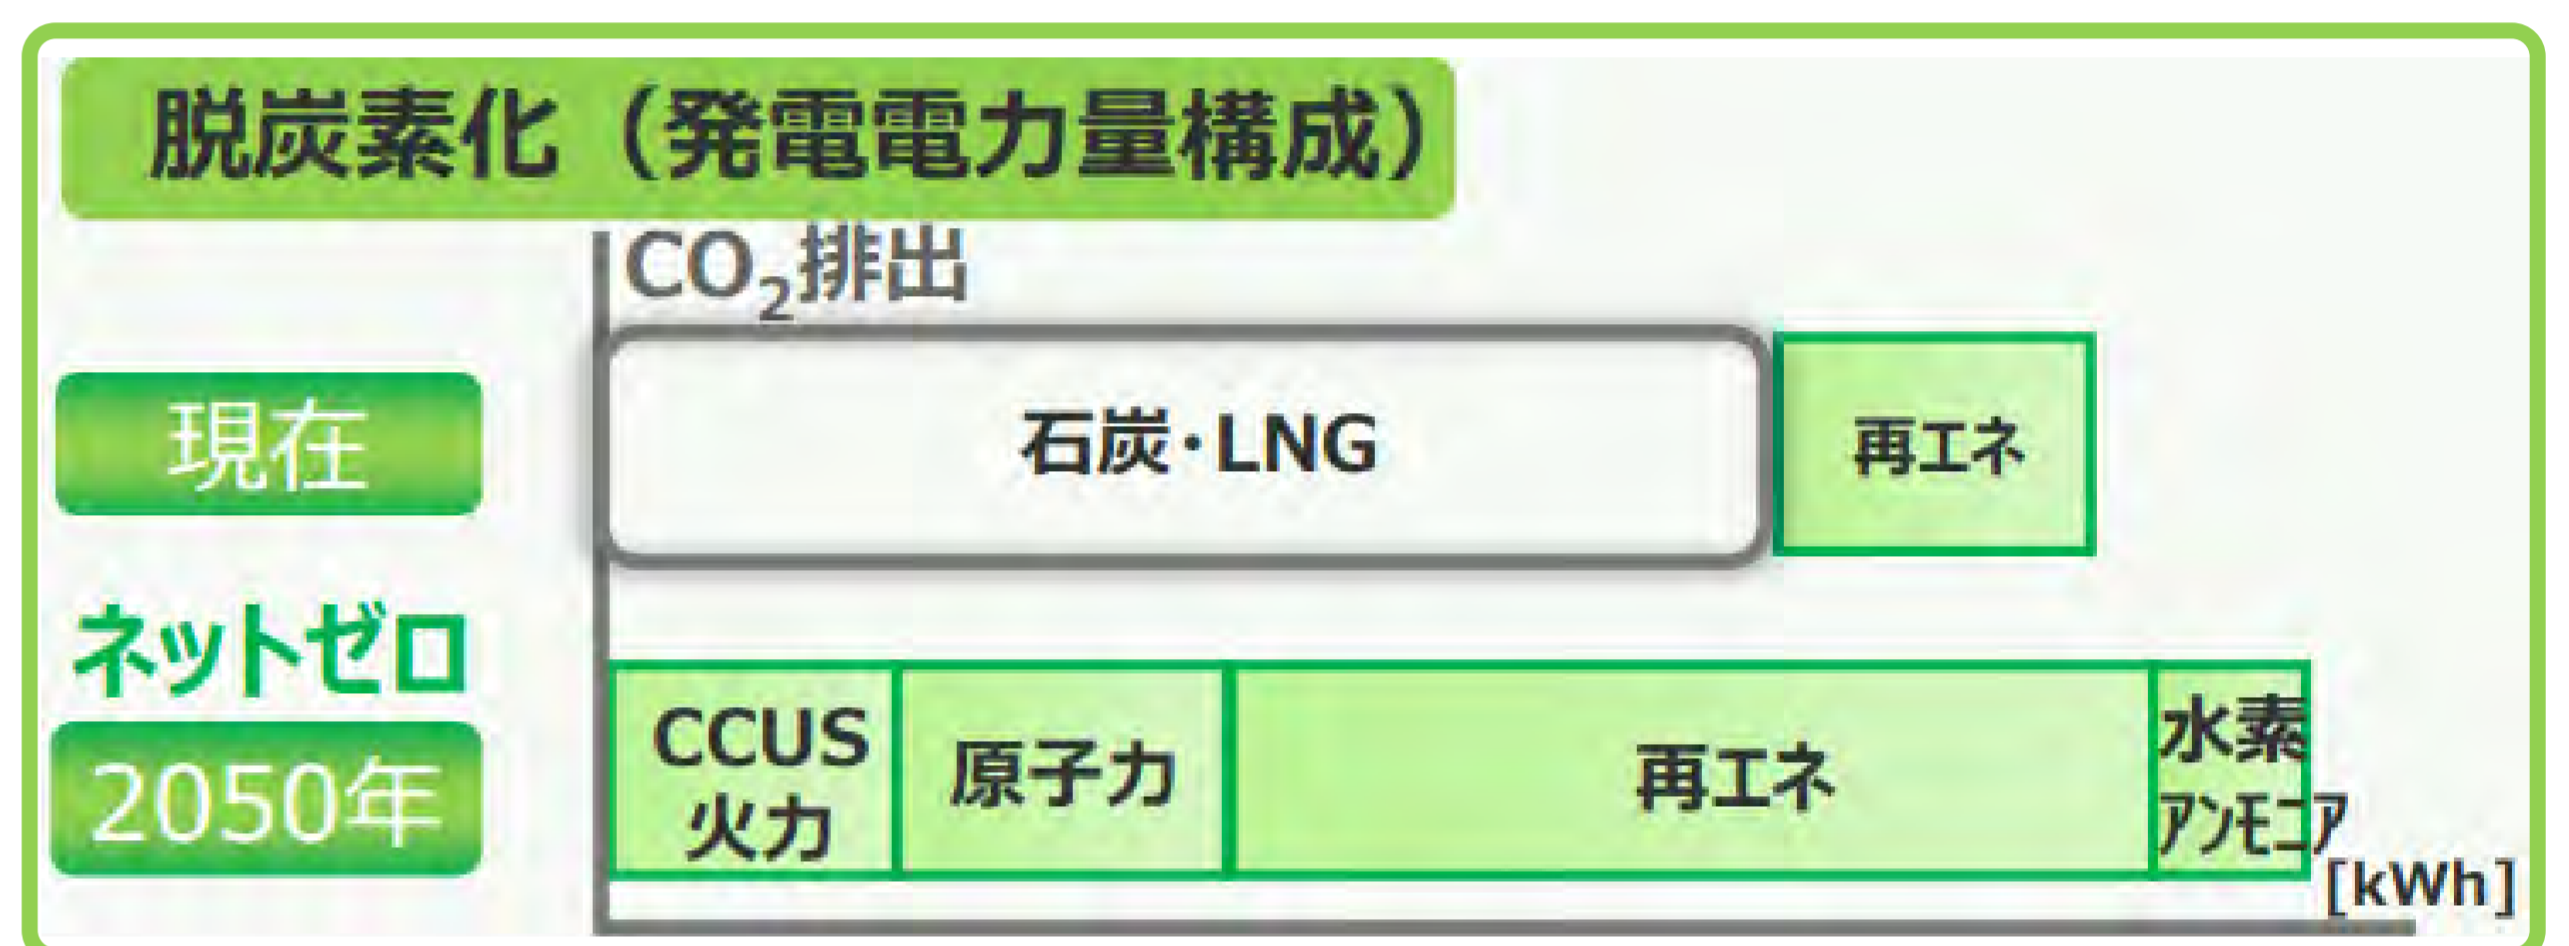 脱炭素化（発電電力量構成）
CO₂排出
現在
石炭・LNG
再エネ
ネットゼロ
2050年
CCUS
火力
原子力
再エネ
水素
アンモニア
[kWh]